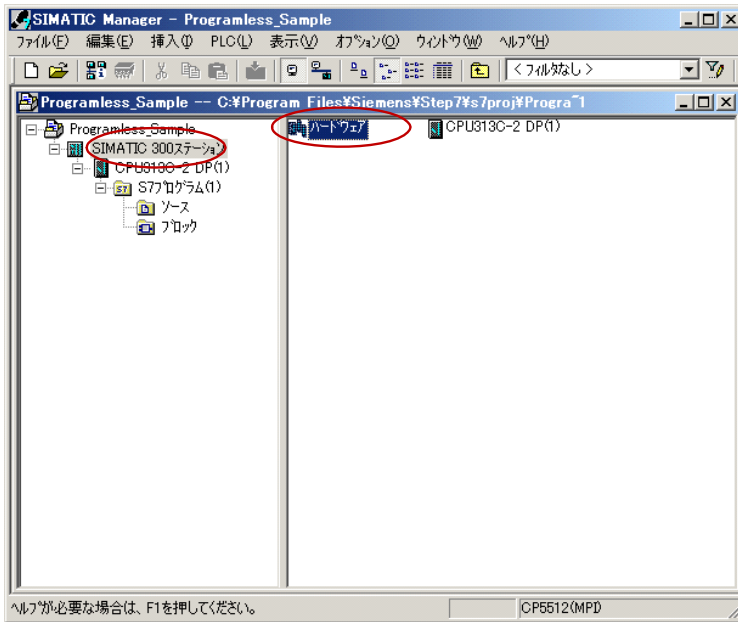 SIMATIC Manager - Programless_Sample
ﾌｧｲﾙ(F) 編集(E) 挿入(I) PLC(L) 表示(V) ｵﾌﾟｼｮﾝ(O) ｳｨﾝﾄﾞｳ(W) ﾍﾙﾌﾟ(H)
< ﾌｨﾙﾀなし >
Programless_Sample -- C:¥Program Files¥Siemens¥Step7¥s7proj¥Progra~1
Programless_Sample
SIMATIC 300ｽﾃｰｼｮﾝ
CPU313C-2 DP(1)
S7ﾌﾟﾛｸﾞﾗﾑ(1)
ｿｰｽ
ﾌﾞﾛｯｸ
ﾊｰﾄﾞｳｪｱ
CPU313C-2 DP(1)
ﾍﾙﾌﾟが必要な場合は、F1を押してください。
CP5512(MPI)